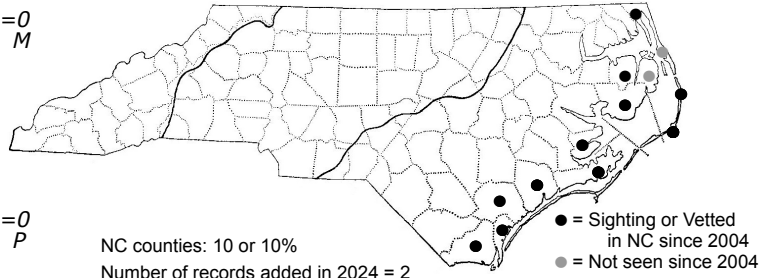 =0
M
=0
P
NC counties: 10 or 10%
Number of records added in 2024 = 2
● = Sighting or Vetted
in NC since 2004
● = Not seen since 2004